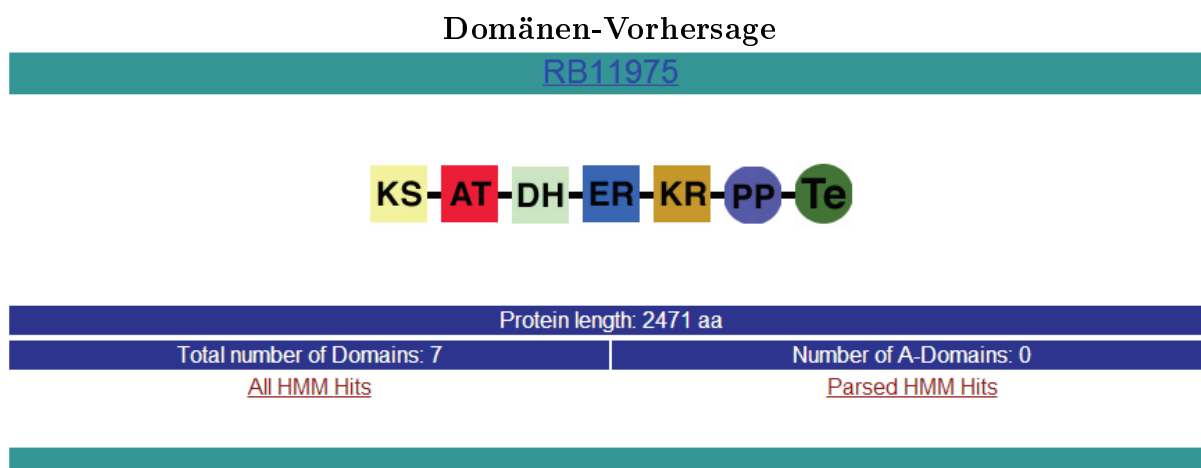 Domänen-Vorhersage
RB11975
KS AT DH ER KR PP Te
Protein length: 2471 aa
Total number of Domains: 7 Number of A-Domains: 0
All HMM Hits Parsed HMM Hits